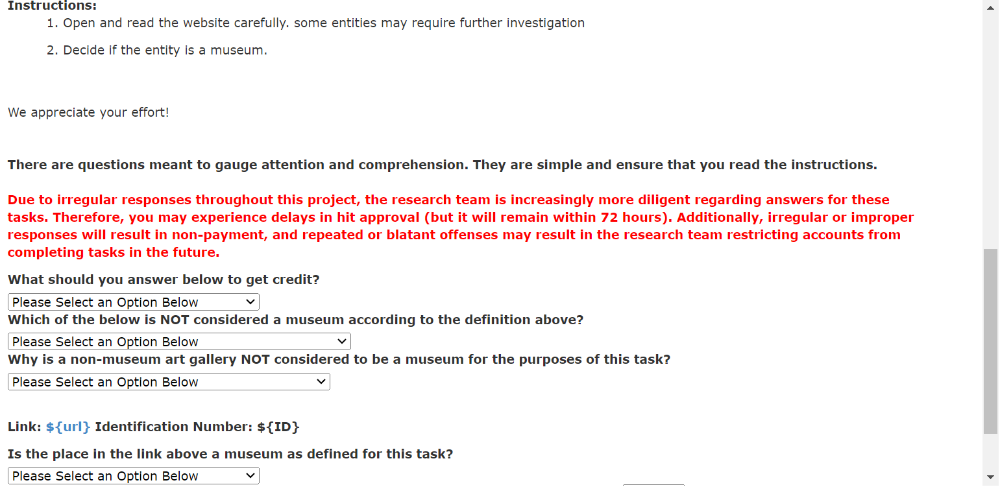 Instructions:
1. Open and read the website carefully. some entities may require further investigation
2. Decide if the entity is a museum.
We appreciate your effort!
There are questions meant to gauge attention and comprehension. They are simple and ensure that you read the instructions.
Due to irregular responses throughout this project, the research team is increasingly more diligent regarding answers for these
tasks. Therefore, you may experience delays in hit approval (but it will remain within 72 hours). Additionally, irregular or improper
responses will result in non-payment, and repeated or blatant offenses may result in the research team restricting accounts from
completing tasks in the future.
What should you answer below to get credit?
Please Select an Option Below
Which of the below is NOT considered a museum according to the definition above?
Please Select an Option Below
Why is a non-museum art gallery NOT considered to be a museum for the purposes of this task?
Please Select an Option Below
Link: ${url} Identification Number: ${ID}
Is the place in the link above a museum as defined for this task?
Please Select an Option Below